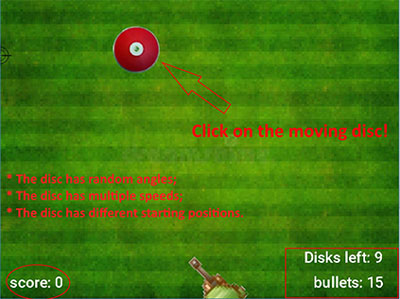 Click on the moving disc!
* The disc has random angles;
* The disc has multiple speeds;
* The disc has different starting positions.
Disks left: 9
score: 0
bullets: 15